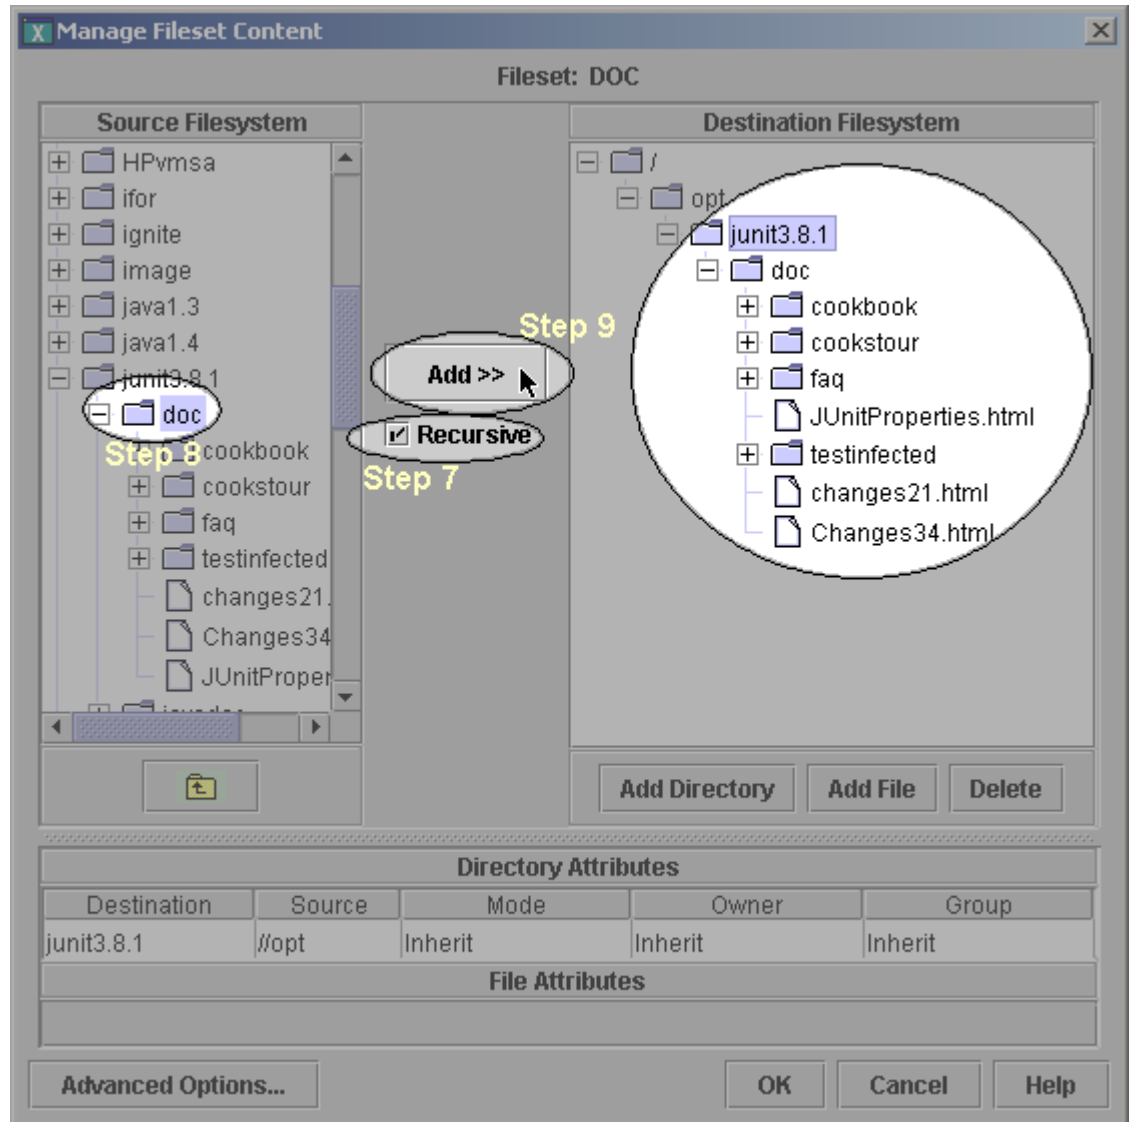 Manage Fileset Content
Fileset: DOC
Source Filesystem
HPvmsa
ifor
ignite
image
java1.3
java1.4
junit3.8.1
doc
Step 8
cookbook
cookstour
faq
testinfected
changes21.
Changes34
JUnitProper
Step 9
Add >>
Recursive
Step 7
Destination Filesystem
/
opt
junit3.8.1
doc
cookbook
cookstour
faq
JUnitProperties.html
testinfected
changes21.html
Changes34.html
Add Directory Add File Delete
Directory Attributes
Destination Source Mode Owner Group
junit3.8.1 //opt Inherit Inherit Inherit
File Attributes
Advanced Options... OK Cancel Help